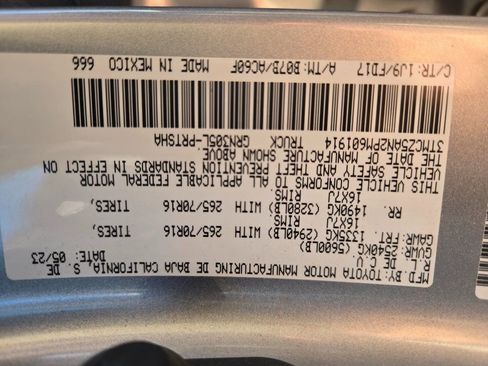 MFD.BY:TOYOTA MOTOR MANUFACTURING DE BAJA CALIFORNIA, S. DE
R. L. DE C.V DATE: 05/23
GVWR: 2540KG (5600LB)
GAWR: FRT. 1335KG (2940LB) WITH 265/70R16 TIRES,
16X7J RIMS
RR. 1490KG (3280LB) WITH 265/70R16 TIRES,
16X7J RIMS
THIS VEHICLE CONFORMS TO ALL APPLICABLE FEDERAL MOTOR
VEHICLE SAFETY AND THEFT PREVENTION STANDARDS IN EFFECT ON
THE DATE OF MANUFACTURE SHOWN ABOVE.
3TMCZ5AN2PM601914 TRUCK GRN305L-PRTSHA
C/TR: 1J9/FD17 A/TM: B07B/AC60F MADE IN MEXICO 666